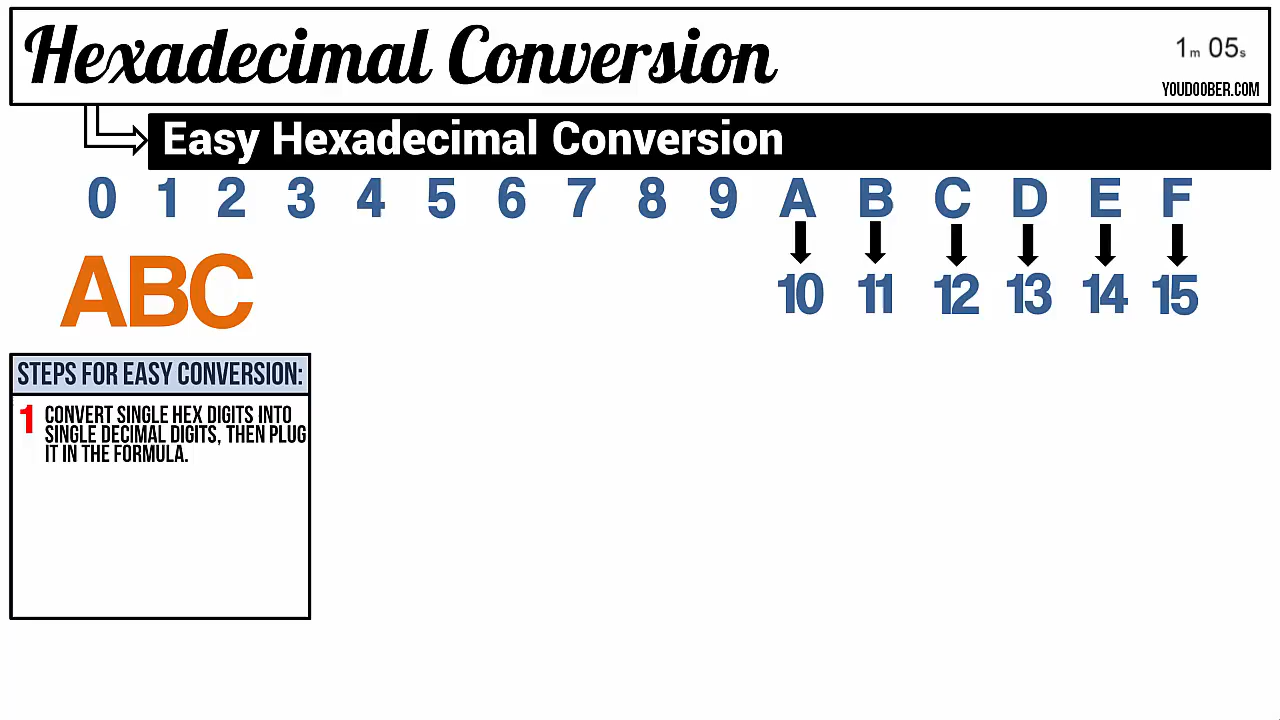 Hexadecimal Conversion
1m 05s
YOUDOOBER.COM
Easy Hexadecimal Conversion
0 1 2 3 4 5 6 7 8 9 A B C D E F
ABC
10 11 12 13 14 15
STEPS FOR EASY CONVERSION:
1 CONVERT SINGLE HEX DIGITS INTO
SINGLE DECIMAL DIGITS, THEN PLUG
IT IN THE FORMULA.